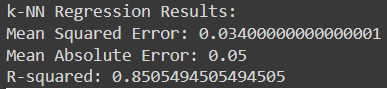 k-NN Regression Results:
Mean Squared Error: 0.03400000000000001
Mean Absolute Error: 0.05
R-squared: 0.8505494505494505